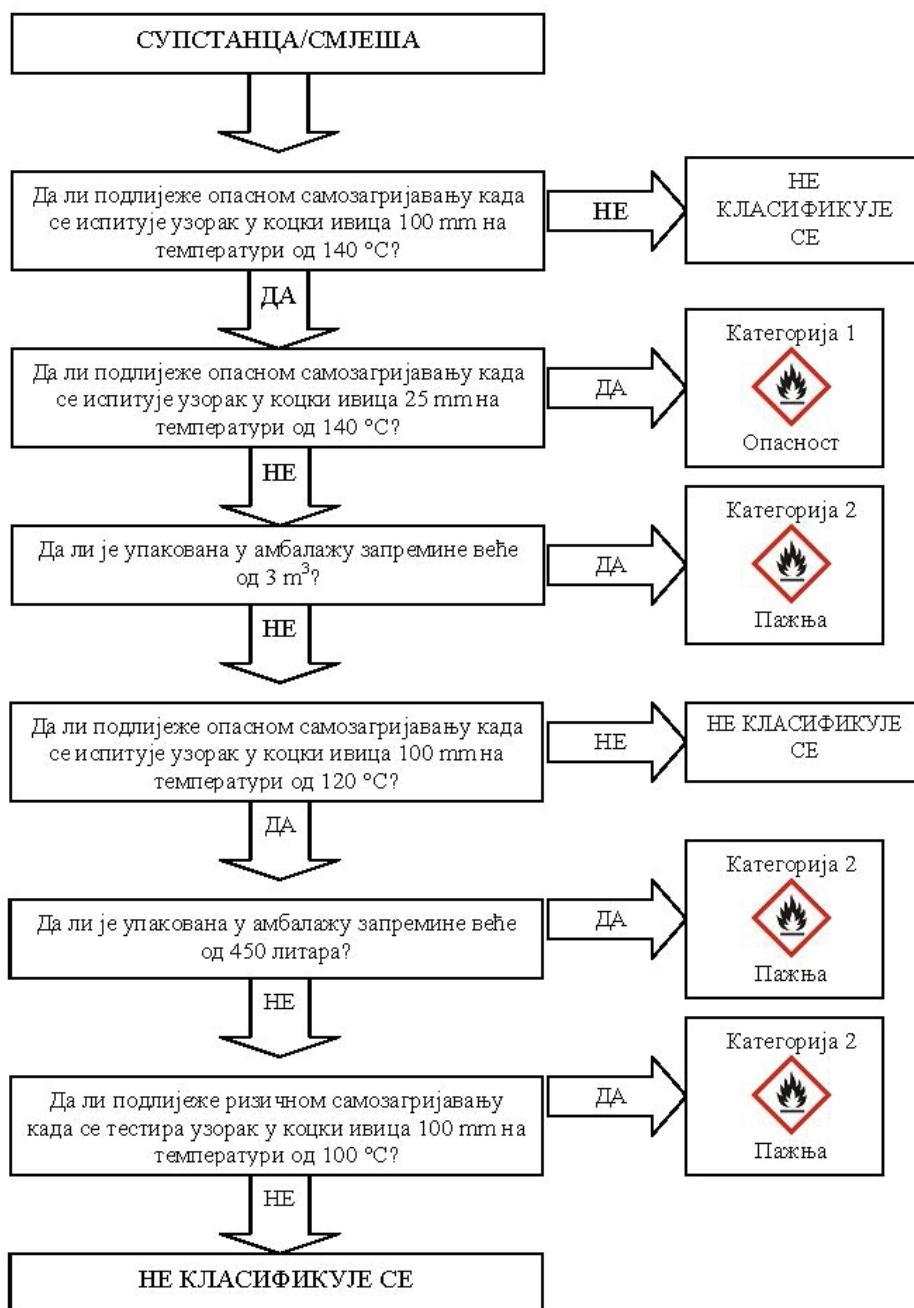 СУПСТАНЦА/СМЈЕША
Да ли подлијеже опасном самозагријавању када
се испитује узорак у коцки ивица 100 mm на
температури од 140 °C?
НЕ
НЕ
КЛАСИФИКУЈЕ
СЕ
ДА
Да ли подлијеже опасном самозагријавању када
се испитује узорак у коцки ивица 25 mm на
температури од 140 °C?
ДА
Категорија 1
Опасност
НЕ
Да ли је упакована у амбалажу запремине веће
од 3 m³?
ДА
Категорија 2
Пажња
НЕ
Да ли подлијеже опасном самозагријавању када
се испитује узорак у коцки ивица 100 mm на
температури од 120 °C?
НЕ
НЕ КЛАСИФИКУЈЕ
СЕ
ДА
Да ли је упакована у амбалажу запремине веће
од 450 литара?
ДА
Категорија 2
Пажња
НЕ
Да ли подлијеже ризичном самозагријавању
када се тестира узорак у коцки ивица 100 mm на
температури од 100 °C?
ДА
Категорија 2
Пажња
НЕ
НЕ КЛАСИФИКУЈЕ СЕ